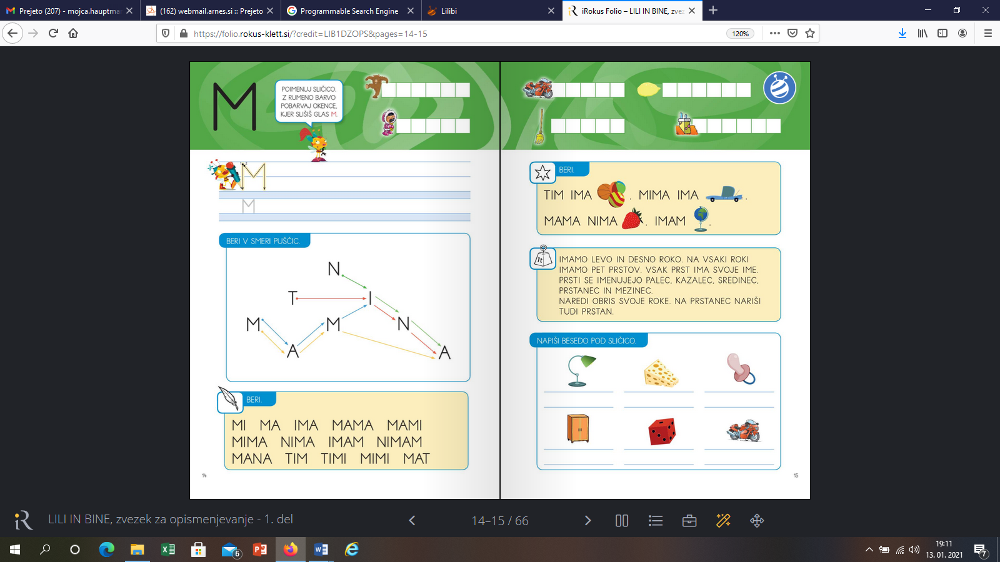 Prejeto (207) - mojca.hauptma
(162) webmail.arnes.si :: Prejeto
Programmable Search Engine
Lilibi
iRokus Folio – LILI IN BINE, zvez
https://folio.rokus-klett.si/?credit=LIB1DZOPS&pages=14-15
120%
M
POIMENUJ SLIČICO.
Z RUMENO BARVO
POBARVAJ OKENCE,
KJER SLIŠIŠ GLAS M.
M
M
BERI V SMERI PUŠČIC.
N
T I
M M N
A A
BERI.
MI MA IMA MAMA MAMI
MIMA NIMA IMAM NIMAM
MANA TIM TIMI MIMI MAT
14
BERI.
TIM IMA . MIMA IMA .
MAMA NIMA . IMAM .
1t
IMAMO LEVO IN DESNO ROKO. NA VSAKI ROKI
IMAMO PET PRSTOV. VSAK PRST IMA SVOJE IME.
PRSTI SE IMENUJEJO PALEC, KAZALEC, SREDINEC,
PRSTANEC IN MEZINEC.
NAREDI OBRIS SVOJE ROKE. NA PRSTANEC NARIŠI
TUDI PRSTAN.
NAPIŠI BESEDO POD SLIČICO.
15
LILI IN BINE, zvezek za opismenjevanje - 1. del
14–15 / 66
6
19:11
13. 01. 2021
7